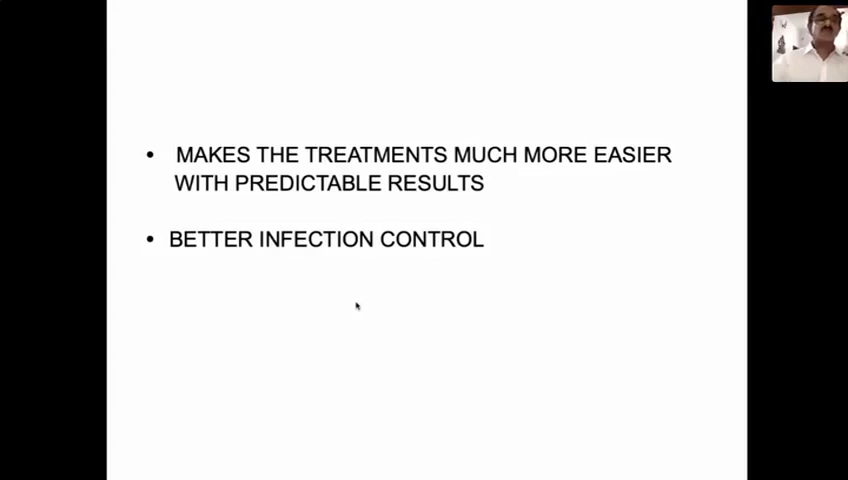 • MAKES THE TREATMENTS MUCH MORE EASIER
WITH PREDICTABLE RESULTS
• BETTER INFECTION CONTROL